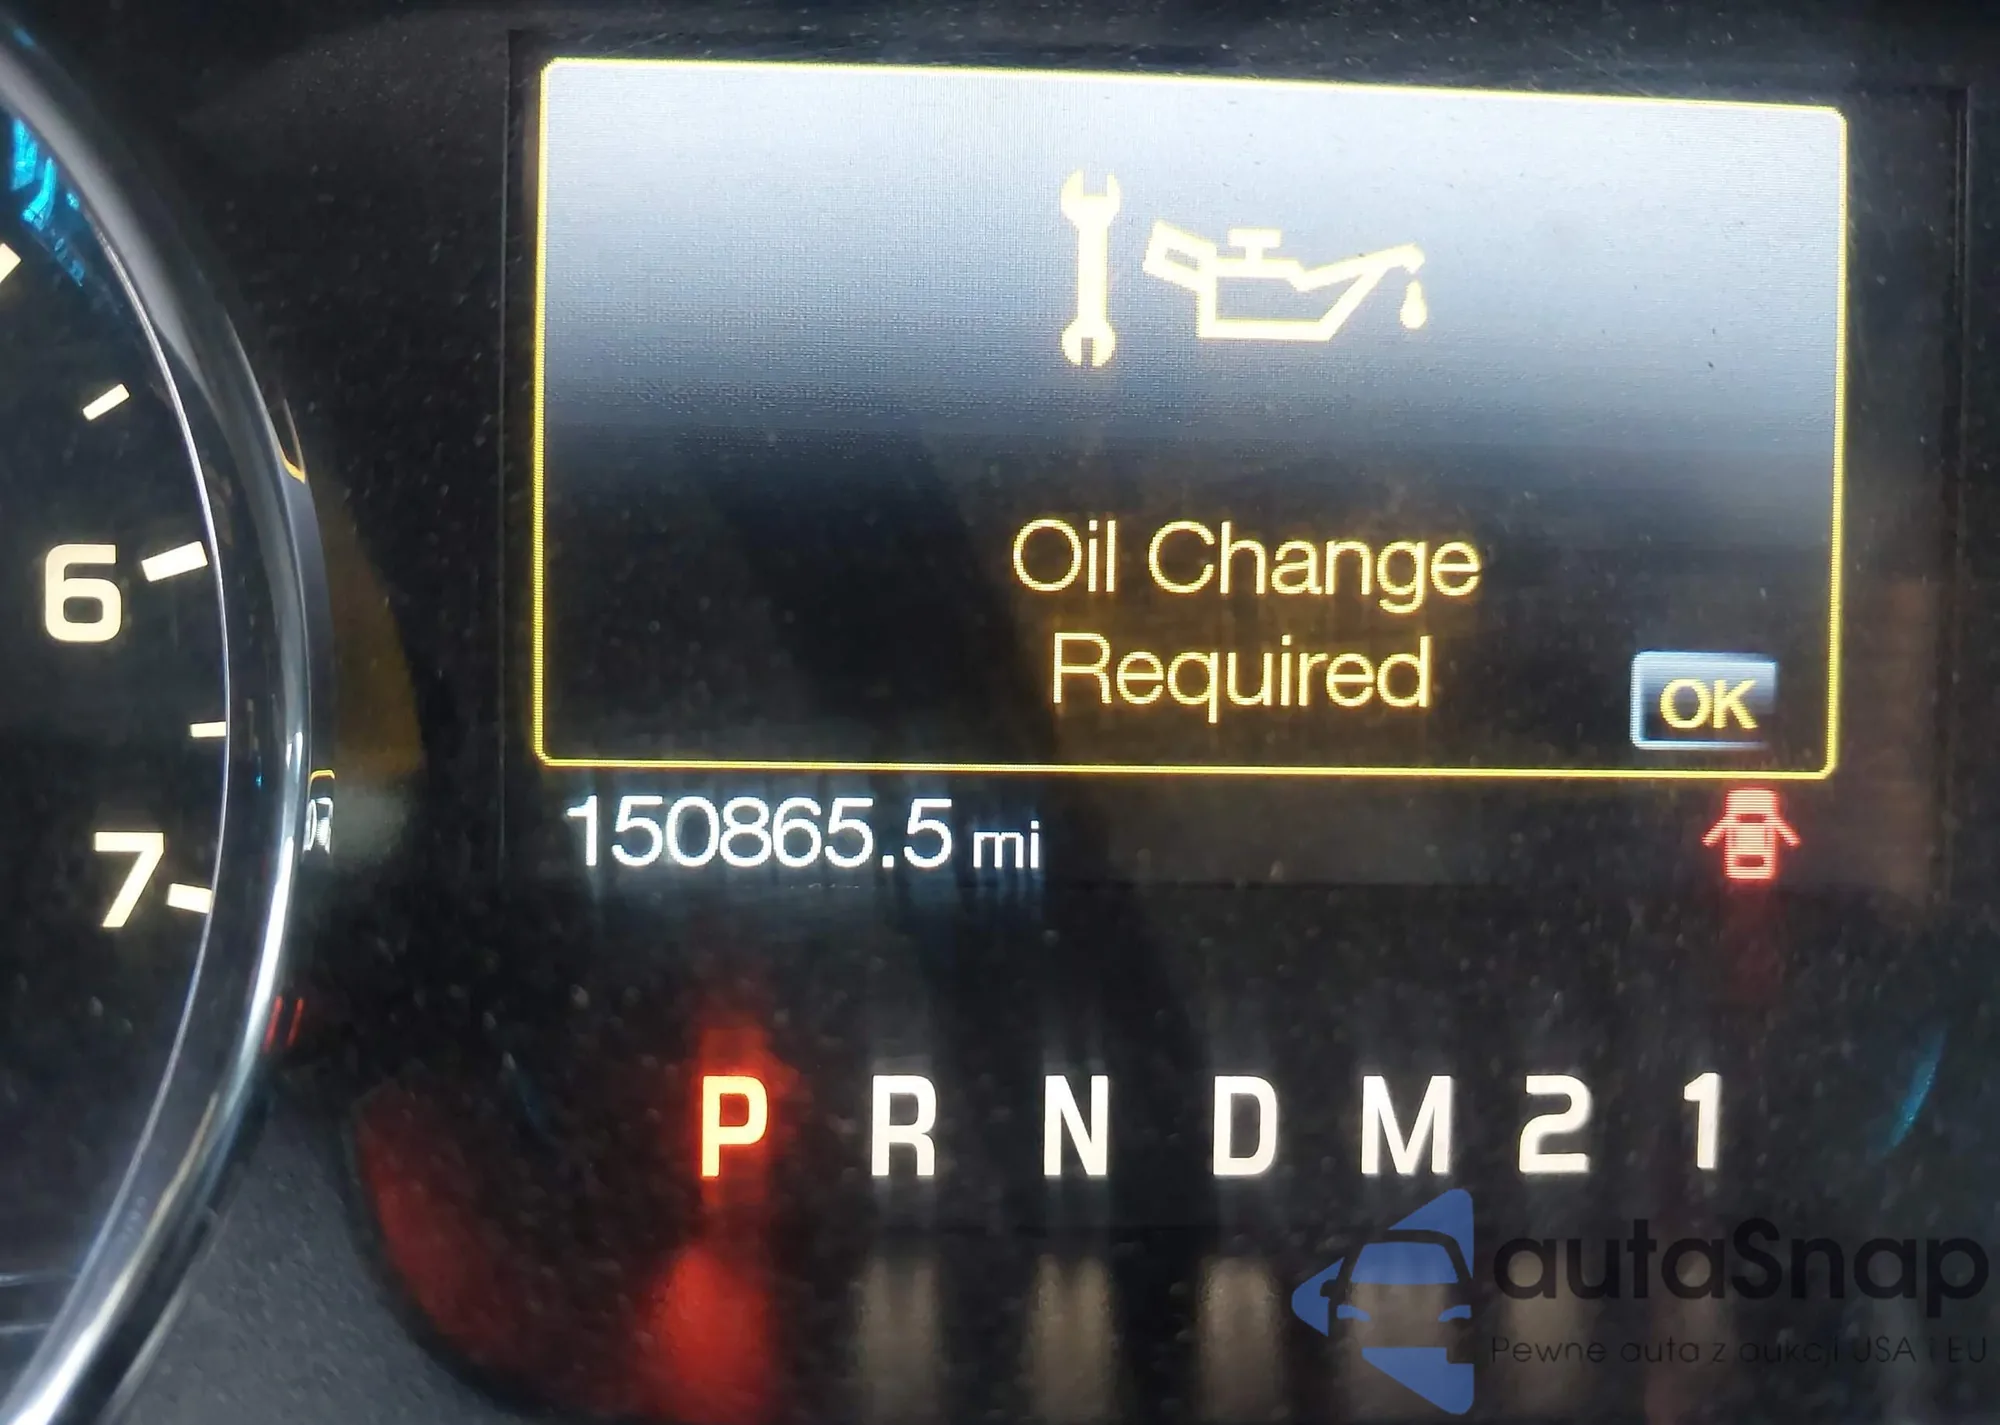 Oil Change
Required
OK
150865.5 mi
6
7
P R N D M 2 1
autaSnap
Pewne auta z aukcji USA i EU